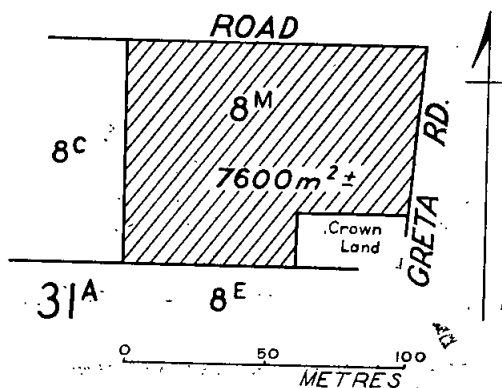 ROAD
8M
8C
7600m² ±
GRETA RD.
Crown
Land
31A
8E
0 50 100
METRES